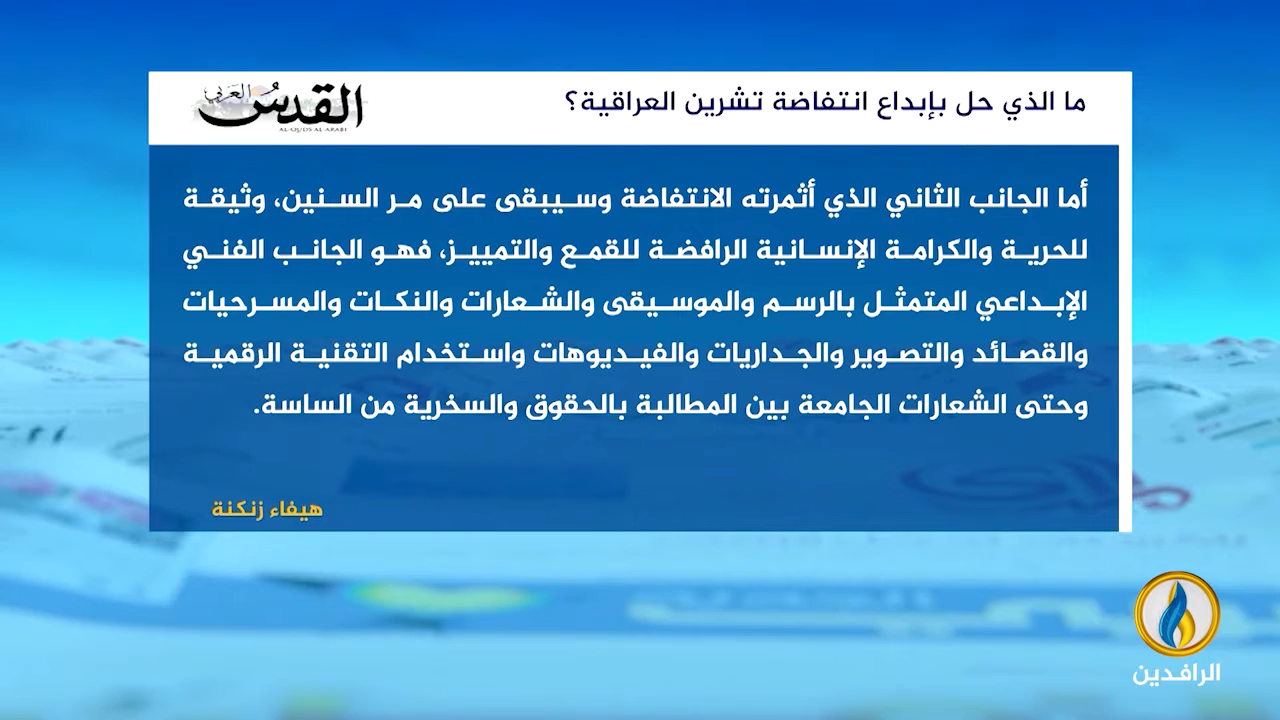 ما الذي حل بإبداع انتفاضة تشرين العراقية؟
القدس العربي
AL-QUDS AL-ARABI
أما الجانب الثاني الذي أثمرته الانتفاضة وسيبقى على مر السنين، وثيقة
للحرية والكرامة الإنسانية الرافضة للقمع والتمييز، فهو الجانب الفني
الإبداعي المتمثل بالرسم والموسيقى والشعارات والنكات والمسرحيات
والقصائد والتصوير والجداريات والفيديوهات واستخدام التقنية الرقمية
وحتى الشعارات الجامعة بين المطالبة بالحقوق والسخرية من الساسة.
هيفاء زنكنة
الرافدين